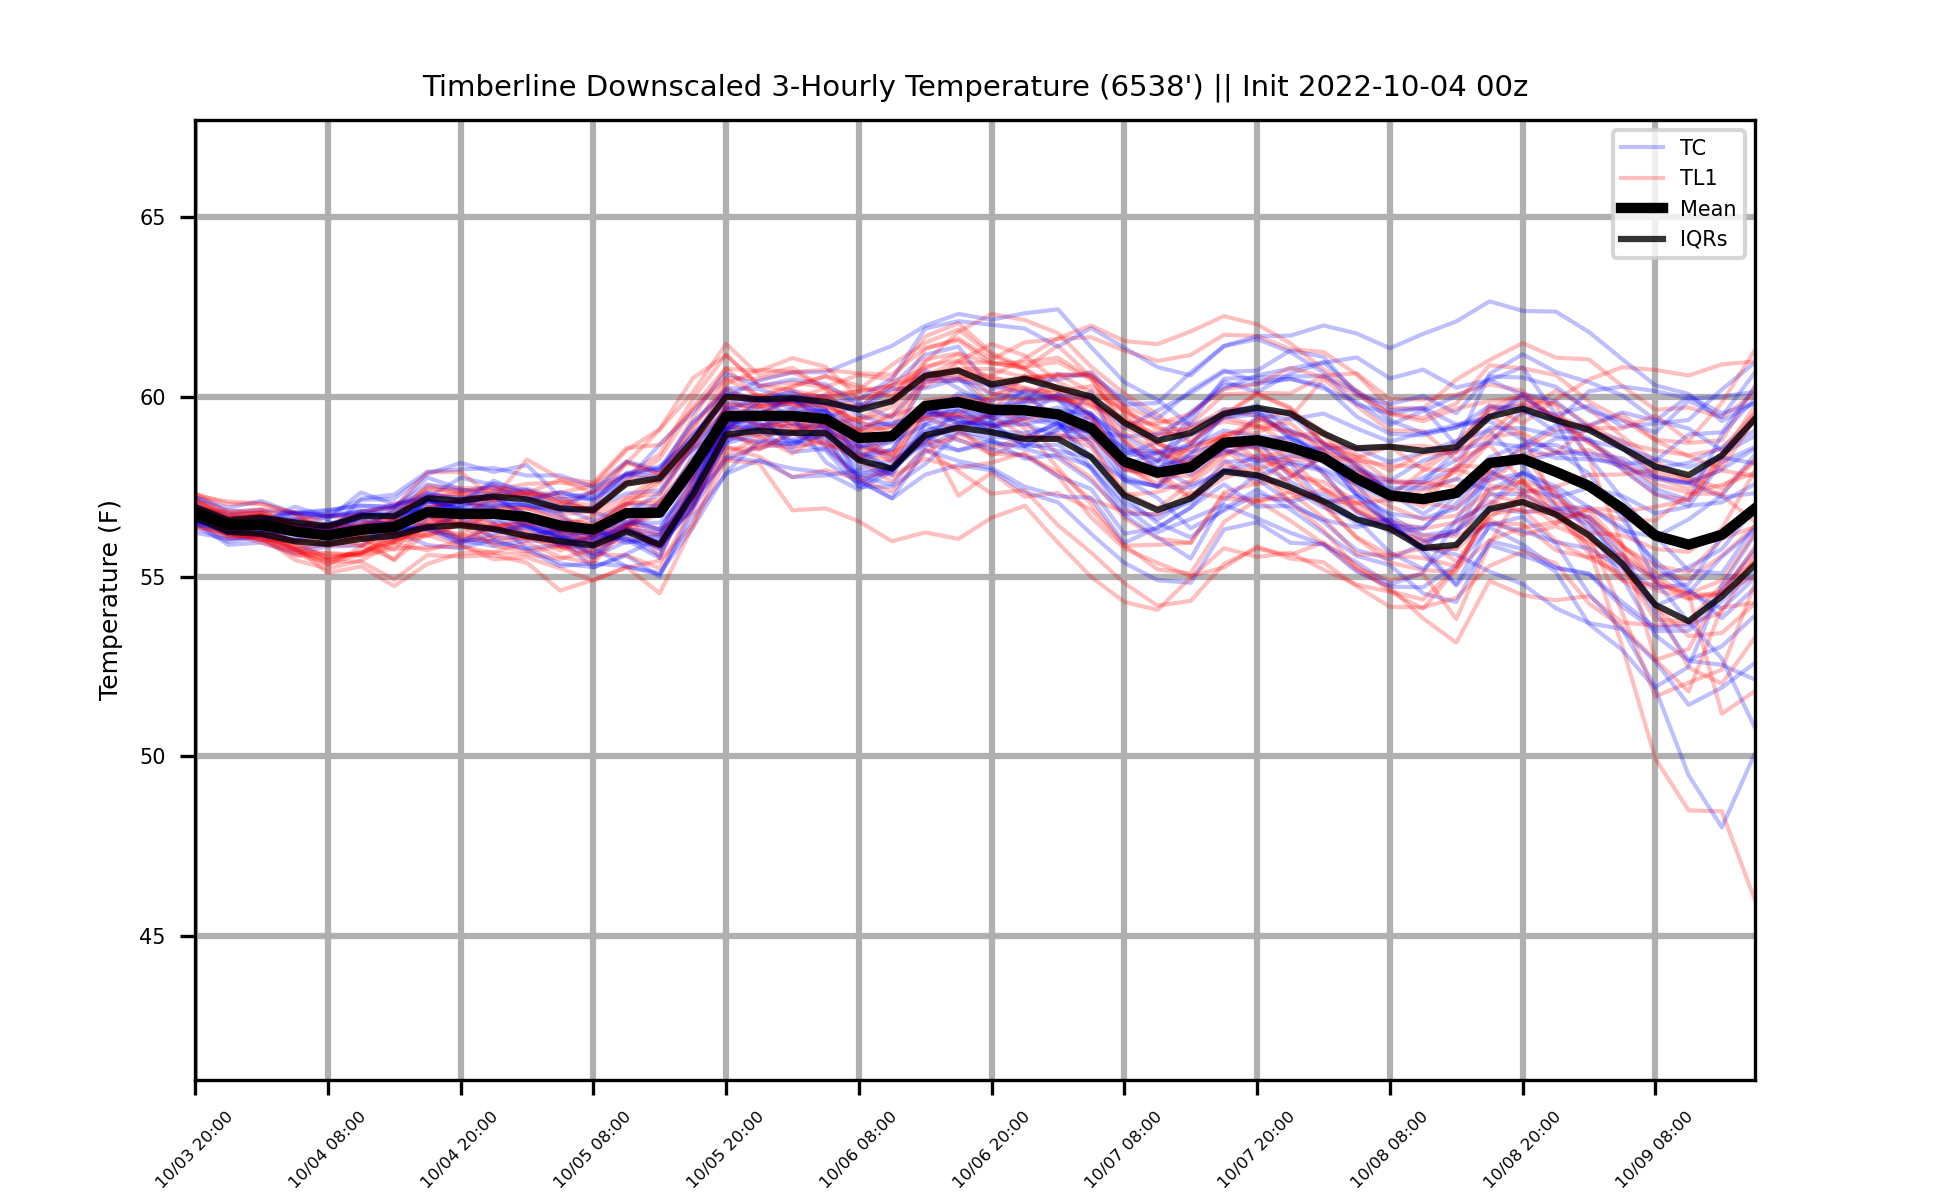 Timberline Downscaled 3-Hourly Temperature (6538') || Init 2022-10-04 00z
TC
TL1
Mean
IQRs
Temperature (F)
65
60
55
50
45
10/03 20:00
10/04 08:00
10/04 20:00
10/05 08:00
10/05 20:00
10/06 08:00
10/06 20:00
10/07 08:00
10/07 20:00
10/08 08:00
10/08 20:00
10/09 08:00